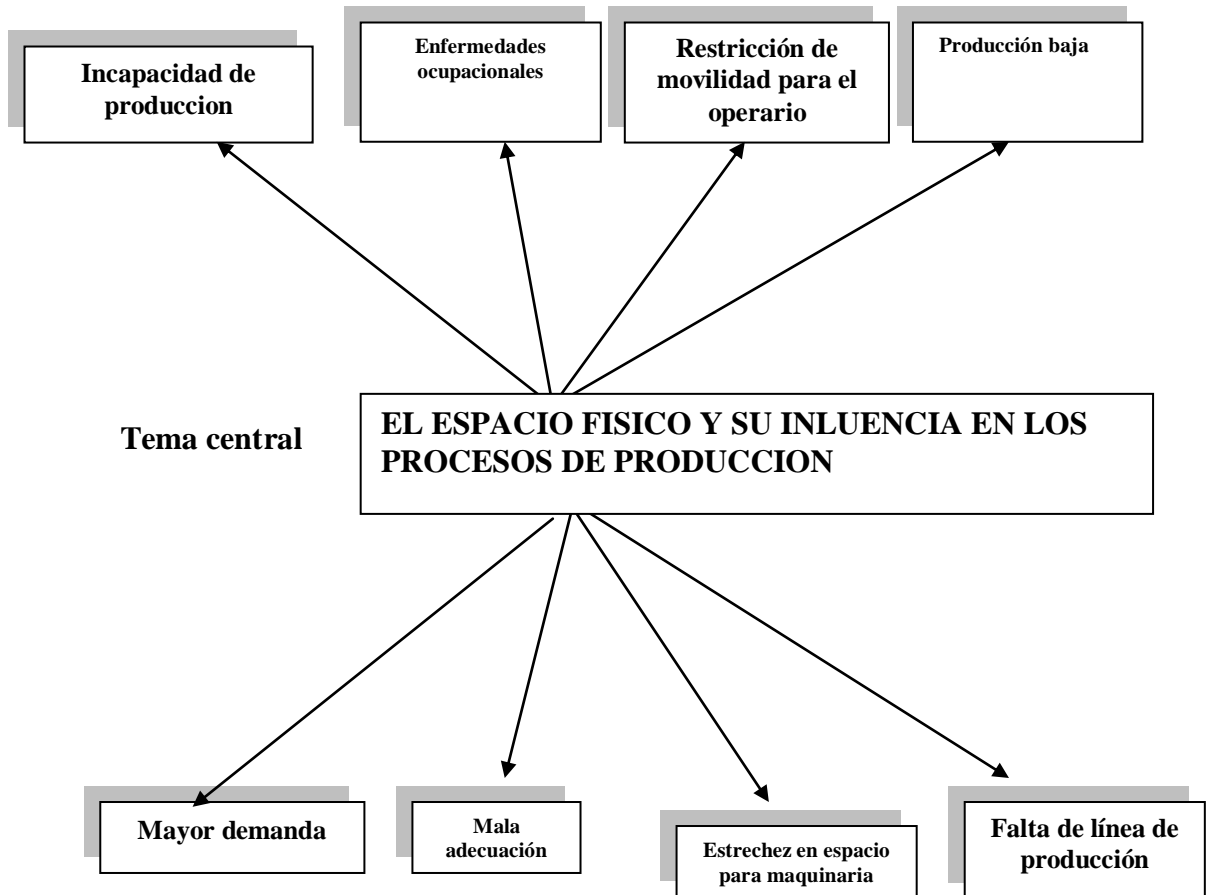 Incapacidad de
produccion
Enfermedades
ocupacionales
Restricción de
movilidad para el
operario
Producción baja
Tema central
EL ESPACIO FISICO Y SU INLUENCIA EN LOS
PROCESOS DE PRODUCCION
Mayor demanda
Mala
adecuación
Estrechez en espacio
para maquinaria
Falta de línea de
producción